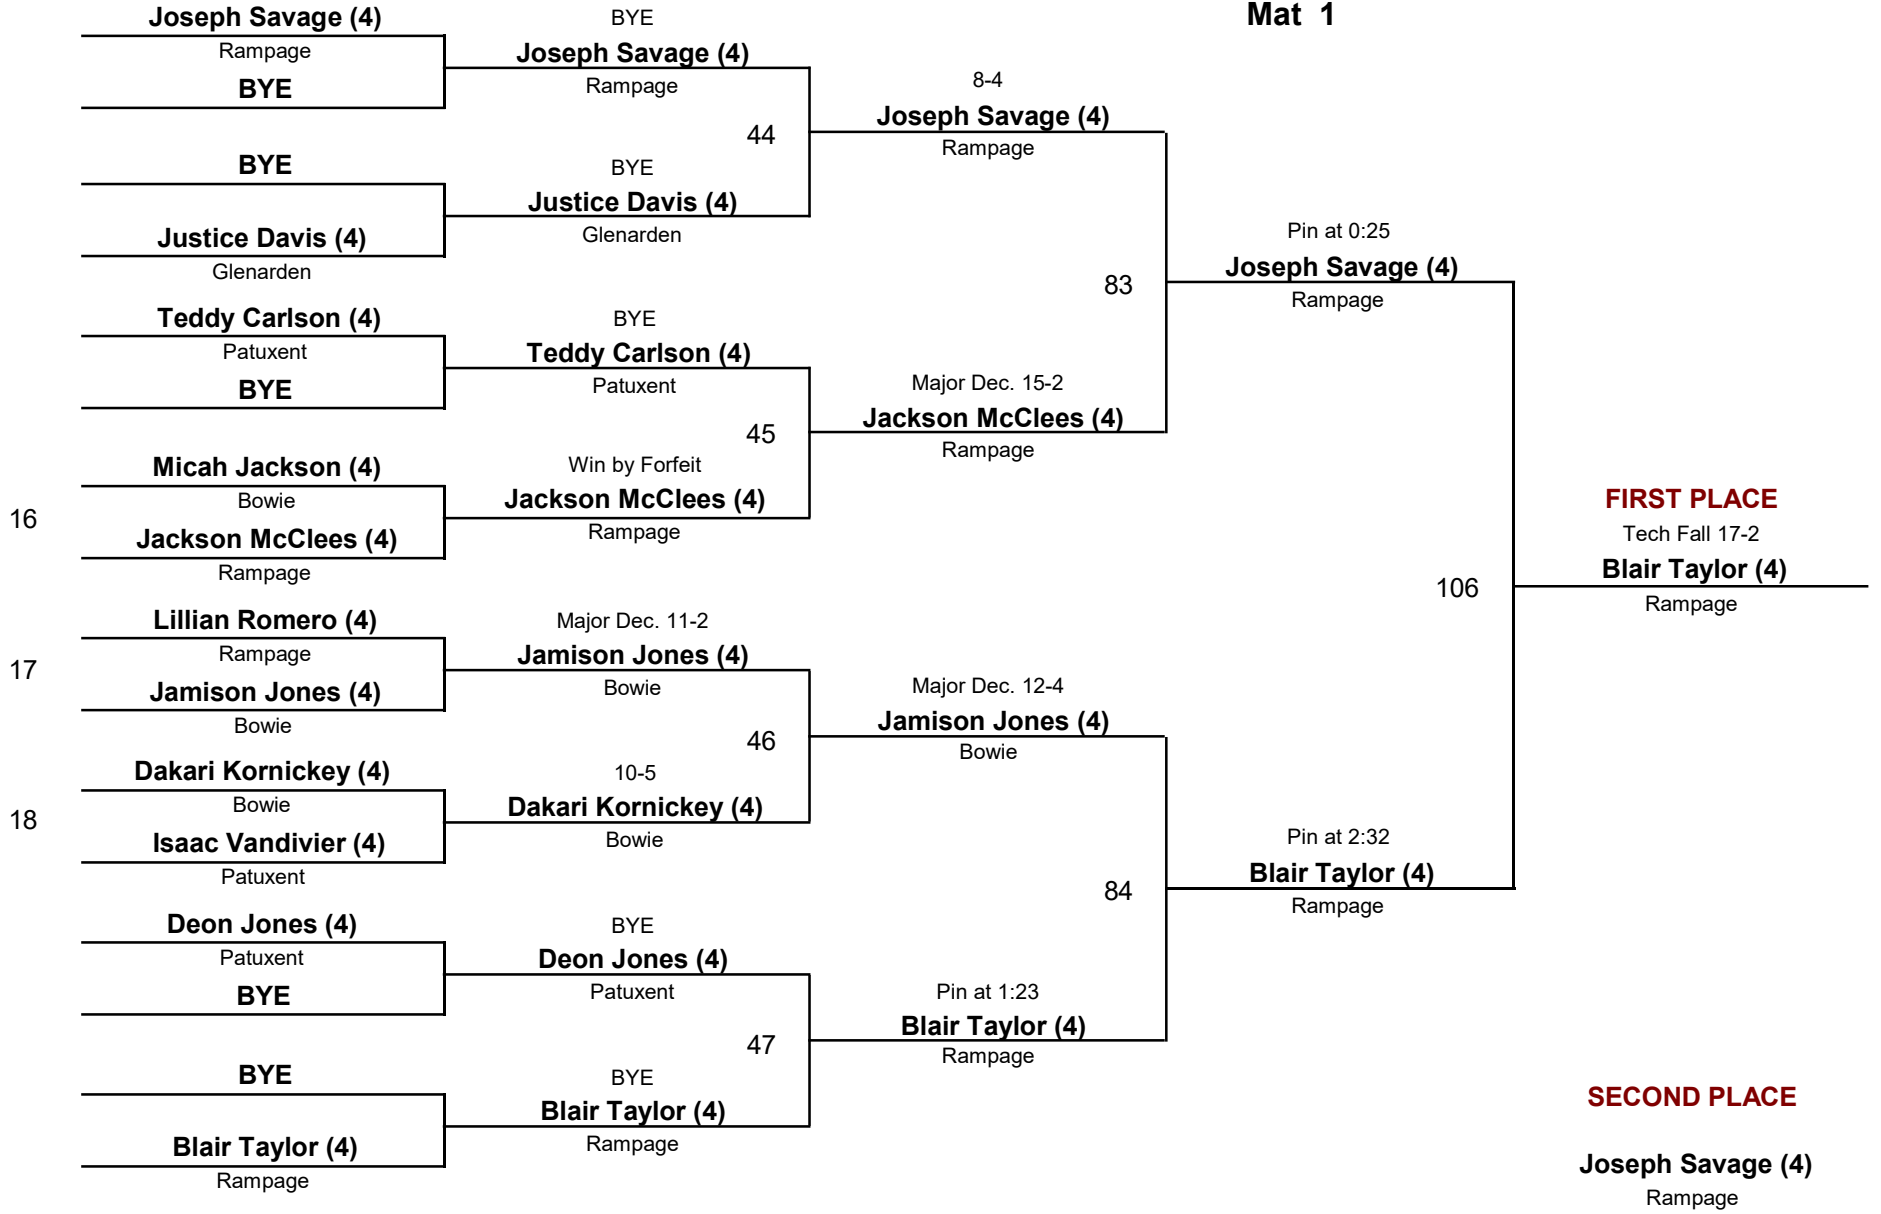 Mat 1
Joseph Savage (4)
Rampage
BYE
BYE
Justice Davis (4)
Glenarden
Teddy Carlson (4)
Patuxent
BYE
16
Micah Jackson (4)
Bowie
Jackson McClees (4)
Rampage
17
Lillian Romero (4)
Rampage
Jamison Jones (4)
Bowie
18
Dakari Kornickey (4)
Bowie
Isaac Vandivier (4)
Patuxent
Deon Jones (4)
Patuxent
BYE
BYE
Blair Taylor (4)
Rampage
BYE
Joseph Savage (4)
Rampage
44
BYE
Justice Davis (4)
Glenarden
BYE
Teddy Carlson (4)
Patuxent
45
Win by Forfeit
Jackson McClees (4)
Rampage
Major Dec. 11-2
Jamison Jones (4)
Bowie
46
10-5
Dakari Kornickey (4)
Bowie
BYE
Deon Jones (4)
Patuxent
47
BYE
Blair Taylor (4)
Rampage
8-4
Joseph Savage (4)
Rampage
83
Major Dec. 15-2
Jackson McClees (4)
Rampage
Major Dec. 12-4
Jamison Jones (4)
Bowie
84
Pin at 1:23
Blair Taylor (4)
Rampage
Pin at 0:25
Joseph Savage (4)
Rampage
106
Pin at 2:32
Blair Taylor (4)
Rampage
FIRST PLACE
Tech Fall 17-2
Blair Taylor (4)
Rampage
SECOND PLACE
Joseph Savage (4)
Rampage